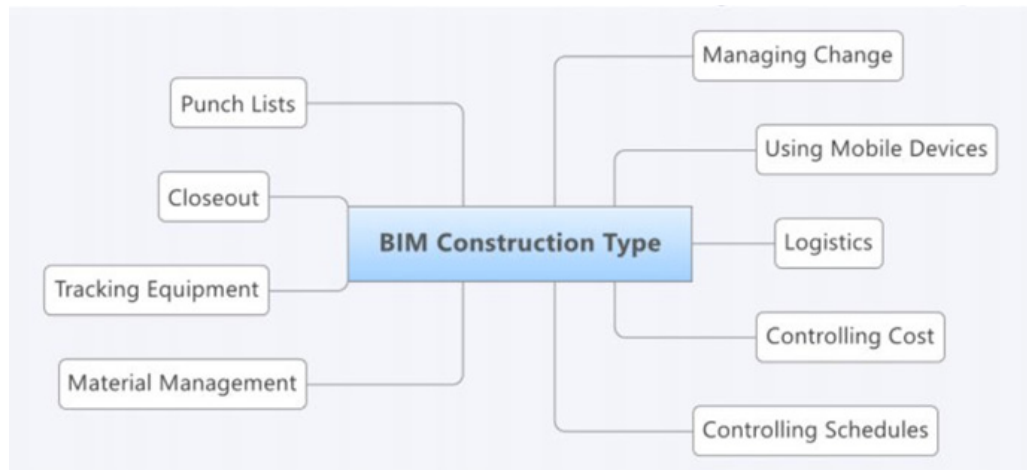 Managing Change
Punch Lists
Using Mobile Devices
Closeout
BIM Construction Type
Logistics
Tracking Equipment
Controlling Cost
Material Management
Controlling Schedules